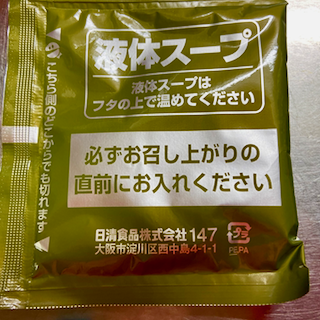 液体スープ
液体スープは
フタの上で温めてください
こちら側のどこからでも切れます
必ずお召し上がりの
直前にお入れください
日清食品株式会社 147
大阪市淀川区西中島4-1-1
プラ
PE,PA